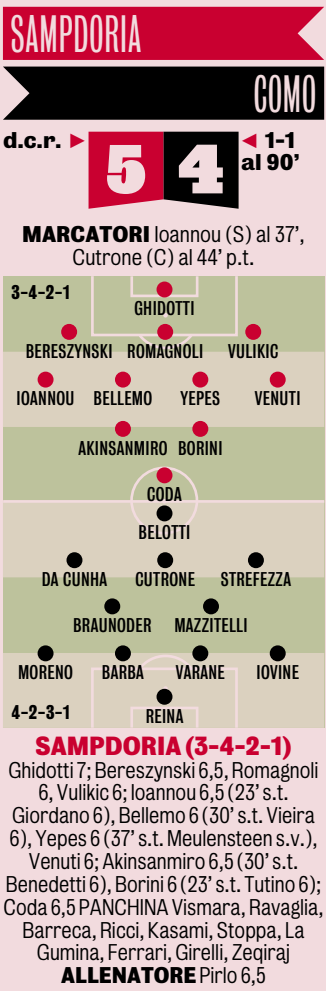 SAMPDORIA
COMO
d.c.r. ► 5 4 ◄ 1-1
al 90’
MARCATORI Ioannou (S) al 37’,
Cutrone (C) al 44’ p.t.
3-4-2-1
GHIDOTTI
BERESZYNSKI ROMAGNOLI VULIKIC
IOANNOU BELLEMO YEPES VENUTI
AKINSANMIRO BORINI
CODA
BELOTTI
DA CUNHA CUTRONE STREFEZZA
BRAUNODER MAZZITELLI
MORENO BARBA VARANE IOVINE
4-2-3-1
REINA
SAMPDORIA (3-4-2-1)
Ghidotti 7; Bereszynski 6,5, Romagnoli
6, Vulikic 6; Ioannou 6,5 (23’ s.t.
Giordano 6), Bellemo 6 (30’ s.t. Vieira
6), Yepes 6 (37’ s.t. Meulensteen s.v.),
Venuti 6; Akinsanmiro 6,5 (30’ s.t.
Benedetti 6), Borini 6 (23’ s.t. Tutino 6);
Coda 6,5 PANCHINA Vismara, Ravaglia,
Barreca, Ricci, Kasami, Stoppa, La
Gumina, Ferrari, Girelli, Zeqiraj
ALLENATORE Pirlo 6,5